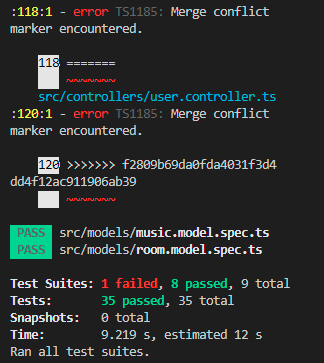 :118:1 - error TS1185: Merge conflict
marker encountered.
118 =======
~~~~~~~
src/controllers/user.controller.ts
:120:1 - error TS1185: Merge conflict
marker encountered.
120 >>>>>>> f2809b69da0fda4031f3d4
dd4f12ac911906ab39
~~~~~~~
PASS src/models/music.model.spec.ts
PASS src/models/room.model.spec.ts
Test Suites: 1 failed, 8 passed, 9 total
Tests: 35 passed, 35 total
Snapshots: 0 total
Time: 9.219 s, estimated 12 s
Ran all test suites.